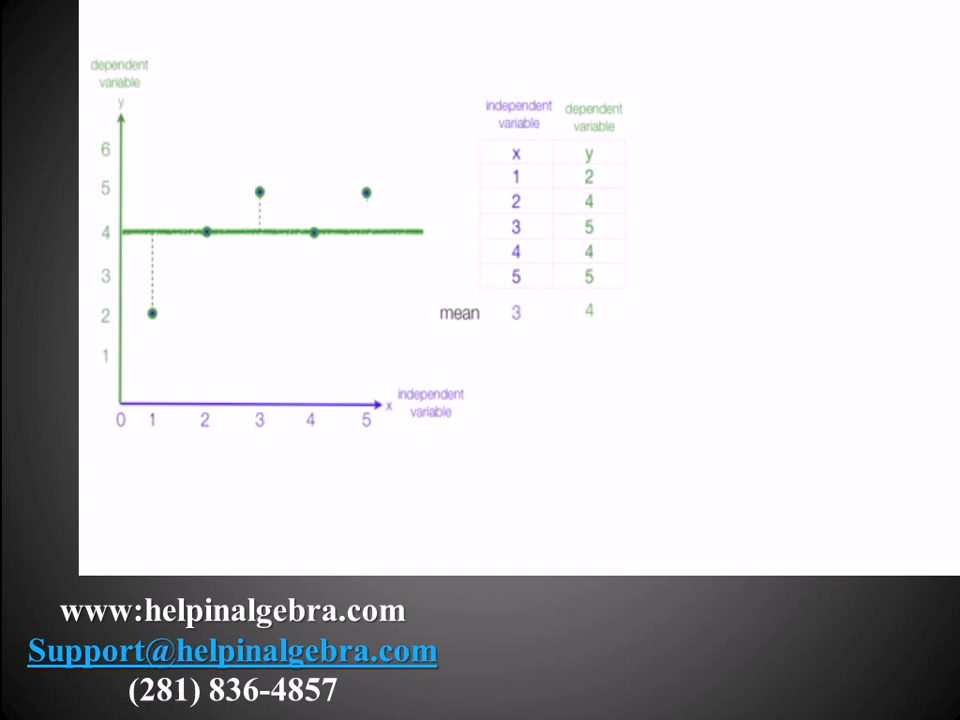 dependent
variable
y
6
5
4
3
2
1
0 1 2 3 4 5
x
independent
variable
independent dependent
variable variable
x y
1 2
2 4
3 5
4 4
5 5
mean 3 4
www:helpinalgebra.com
Support@helpinalgebra.com
(281) 836-4857